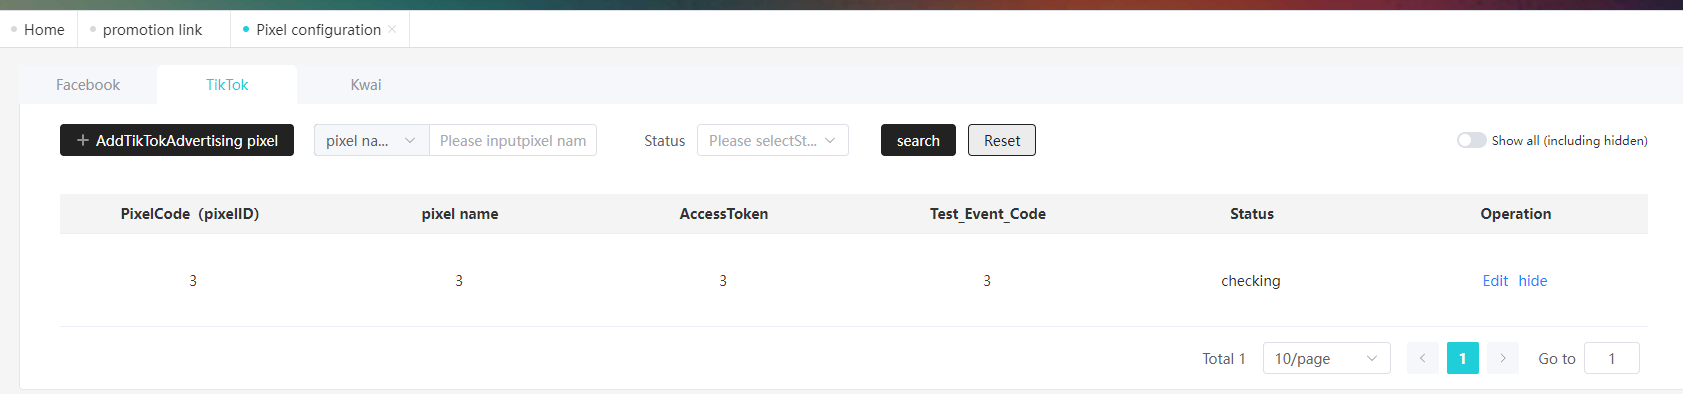 Home
promotion link
Pixel configuration
Facebook
TikTok
Kwai
AddTikTokAdvertising pixel
pixel na...
Please inputpixel nam
Status
Please selectSt...
search
Reset
Show all (including hidden)
PixelCode（pixelID）
pixel name
AccessToken
Test_Event_Code
Status
Operation
3
3
3
3
checking
Edit hide
Total 1
10/page
1
Go to
1